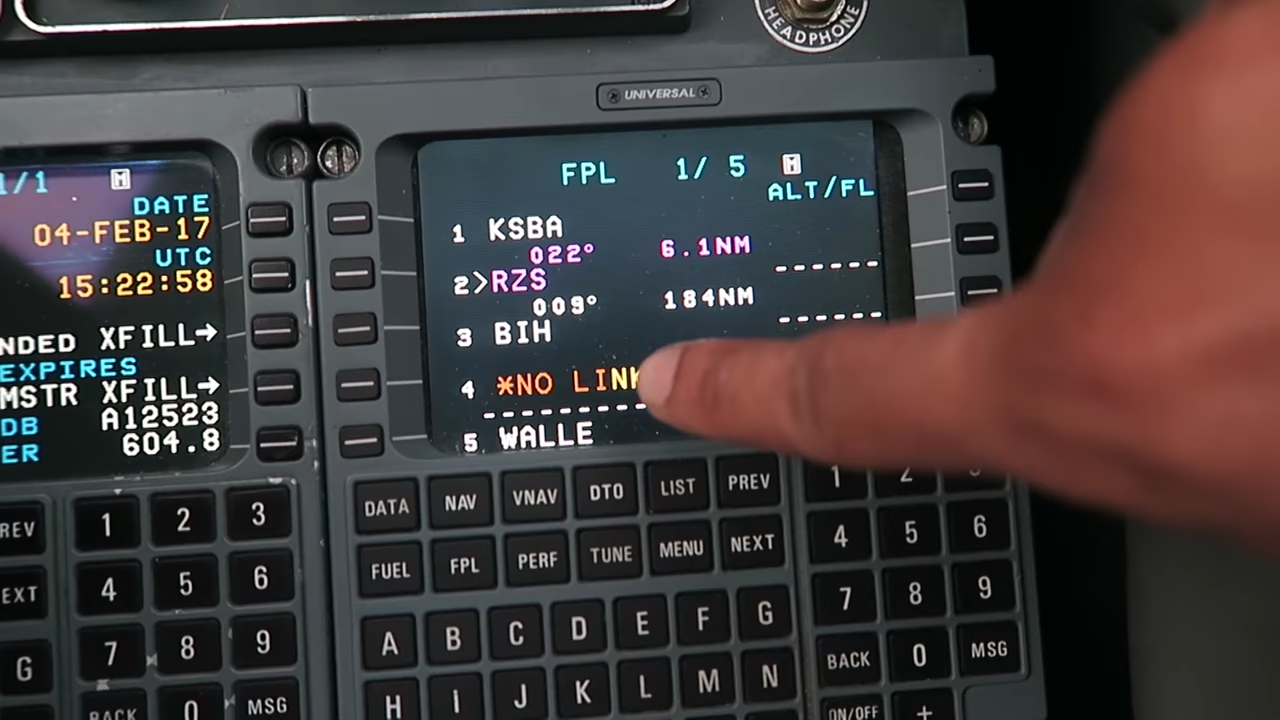 HEADPHONE
UNIVERSAL
1/1 M
DATE
04-FEB-17
UTC
15:22:58
NDED XFILL→
EXPIRES
MSTR XFILL→
DB A12523
ER 604.8
FPL 1/ 5 M
ALT/FL
1 KSBA
022° 6.1NM
2>RZS ------
009° 184NM
3 BIH ------
4 *NO LINK
5 WALLE
DATA NAV VNAV DTO LIST PREV
FUEL FPL PERF TUNE MENU NEXT
A B C D E F G
H I J K L M N
1 2 3
4 5 6
7 8 9
BACK 0 MSG
ON/OFF +
REV 1 2 3
EXT 4 5 6
7 8 9
G
BACK 0 MSG